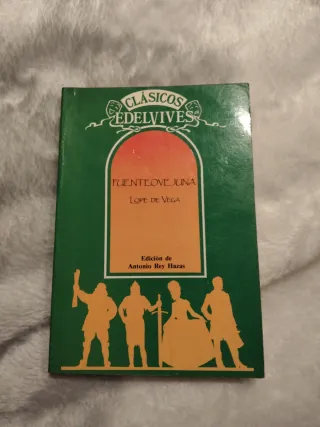 CLÁSICOS
EDELVIVES
FUENTEOVEJUNA
LOPE DE VEGA
Edición de
Antonio Rey Hazas